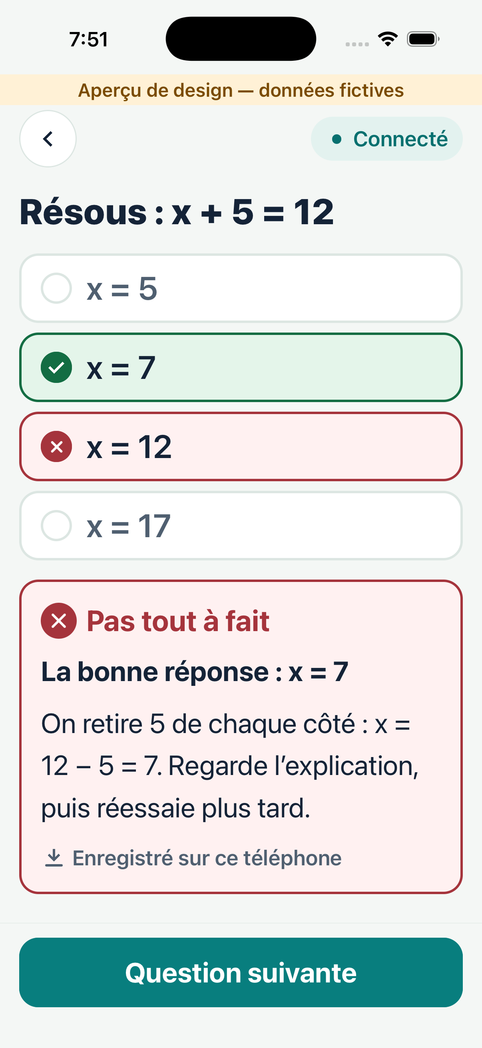 7:51
Aperçu de design — données fictives
Connecté
Résous : x + 5 = 12
x = 5
x = 7
x = 12
x = 17
Pas tout à fait
La bonne réponse : x = 7
On retire 5 de chaque côté : x =
12 − 5 = 7. Regarde l’explication,
puis réessaie plus tard.
Enregistré sur ce téléphone
Question suivante